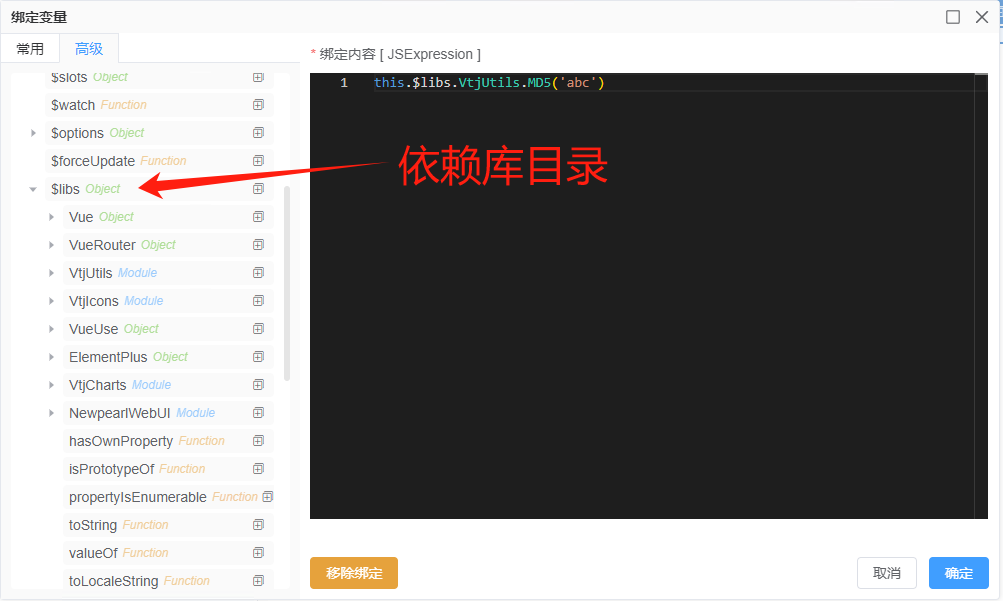 绑定变量
常用 高级
$slots Object
$watch Function
$options Object
$forceUpdate Function
$libs Object
Vue Object
VueRouter Object
VtjUtils Module
VtjIcons Module
VueUse Object
ElementPlus Object
VtjCharts Module
NewpearlWebUI Module
hasOwnProperty Function
isPrototypeOf Function
propertyIsEnumerable Function
toString Function
valueOf Function
toLocaleString Function
* 绑定内容 [ JSExpression ]
1 this.$libs.VtjUtils.MD5('abc')
依赖库目录
移除绑定
取消 确定